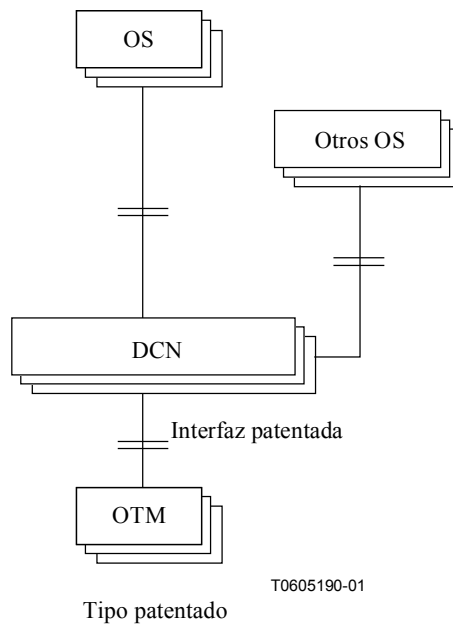 OS
Otros OS
DCN
Interfaz patentada
OTM
T0605190-01
Tipo patentado